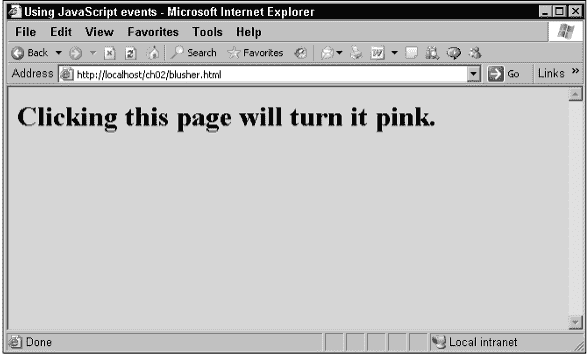 Using JavaScript events - Microsoft Internet Explorer
File Edit View Favorites Tools Help
Back Search Favorites
Address http://localhost/ch02/blusher.html Go Links »
Clicking this page will turn it pink.
Done Local intranet